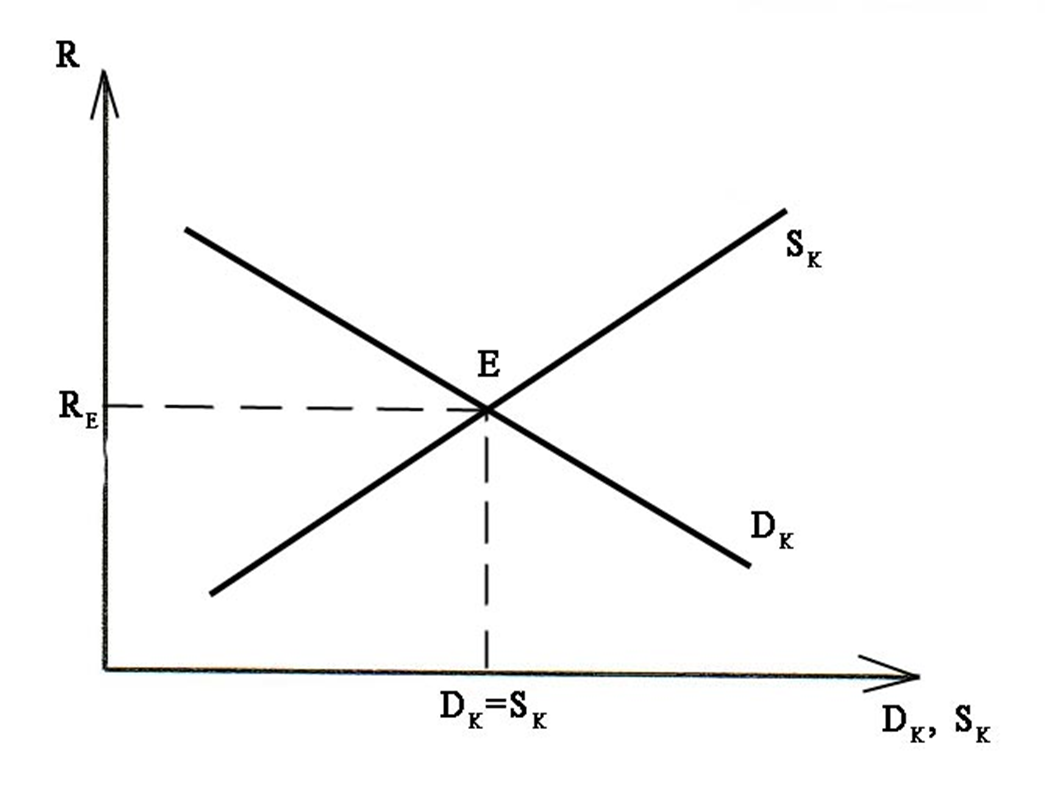 R
S_K
E
R_E
D_K
D_K=S_K
D_K, S_K